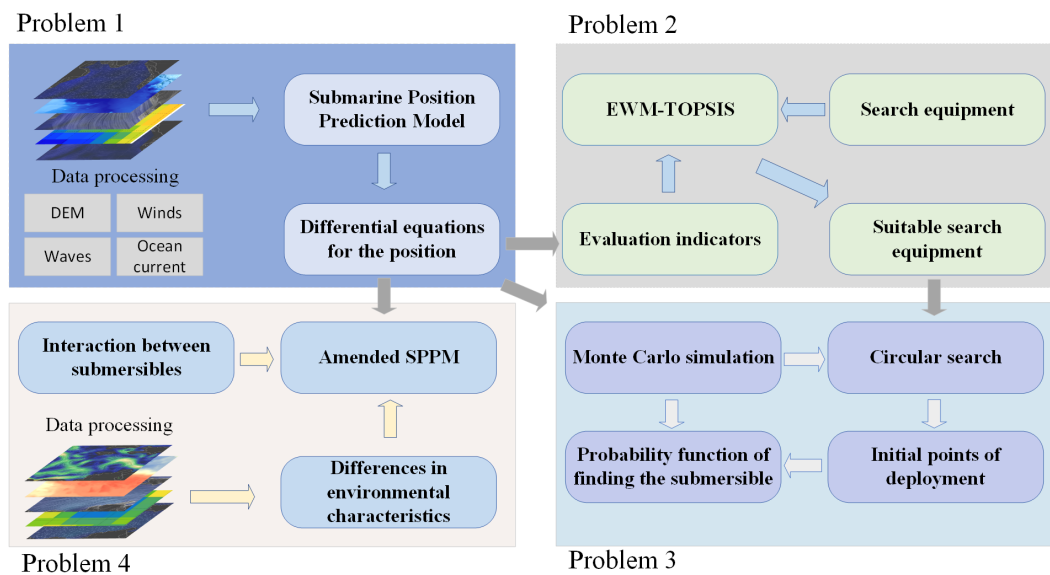 Problem 1
Submarine Position
Prediction Model
Data processing
DEM
Winds
Waves
Ocean
current
Differential equations
for the position
Problem 2
EWM-TOPSIS
Search equipment
Evaluation indicators
Suitable search
equipment
Interaction between
submersibles
Amended SPPM
Data processing
Differences in
environmental
characteristics
Problem 4
Monte Carlo simulation
Circular search
Probability function of
finding the submersible
Initial points of
deployment
Problem 3